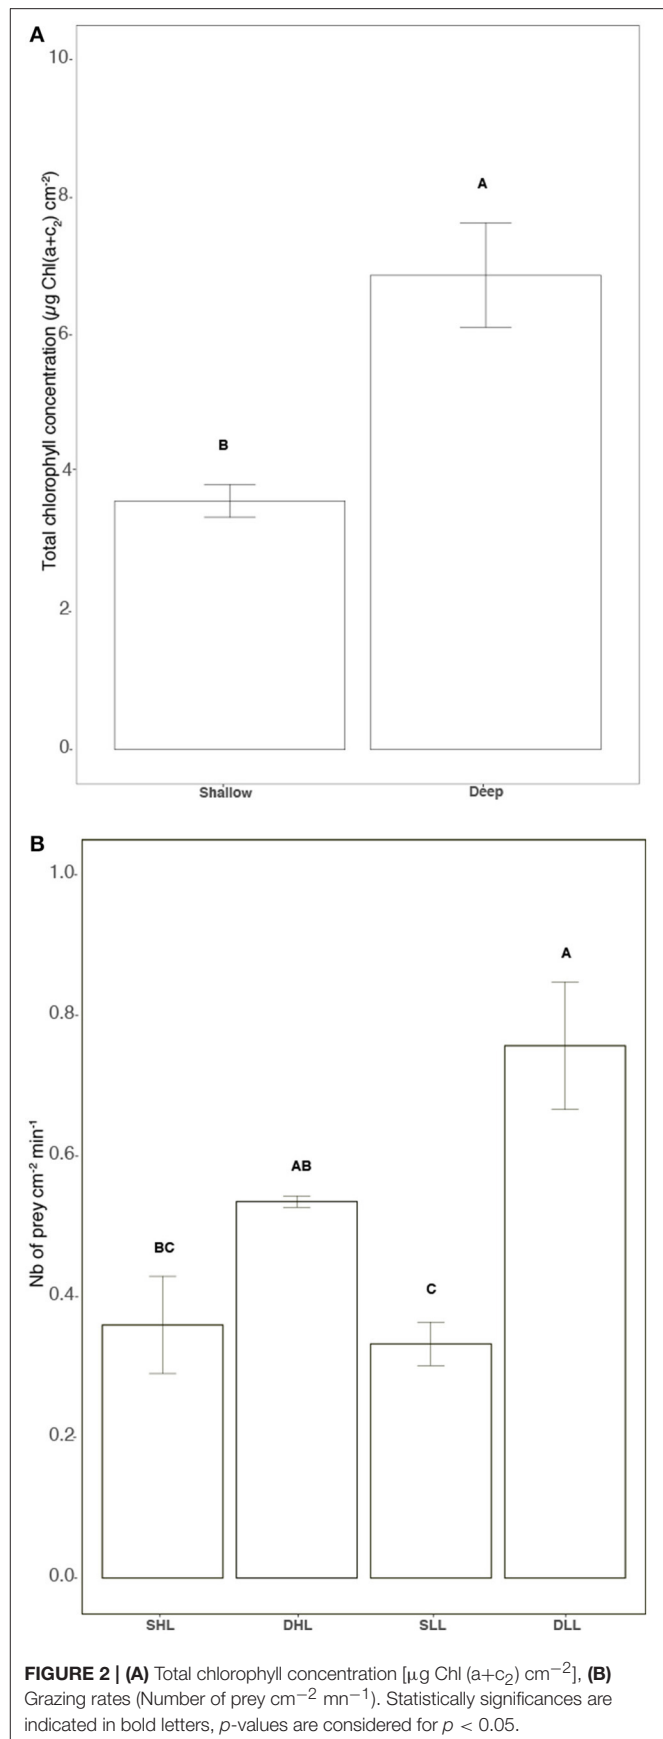 A
10
8
6
4
2
0
Total chlorophyll concentration (µg Chl(a+c₂) cm⁻²)
B
A
Shallow
Deep
B
1.0
0.8
0.6
0.4
0.2
0.0
Nb of prey cm⁻² min⁻¹
BC
AB
C
A
SHL
DHL
SLL
DLL
FIGURE 2 | (A) Total chlorophyll concentration [µg Chl (a+c₂) cm⁻²], (B)
Grazing rates (Number of prey cm⁻² mn⁻¹). Statistically significances are
indicated in bold letters, p-values are considered for p < 0.05.